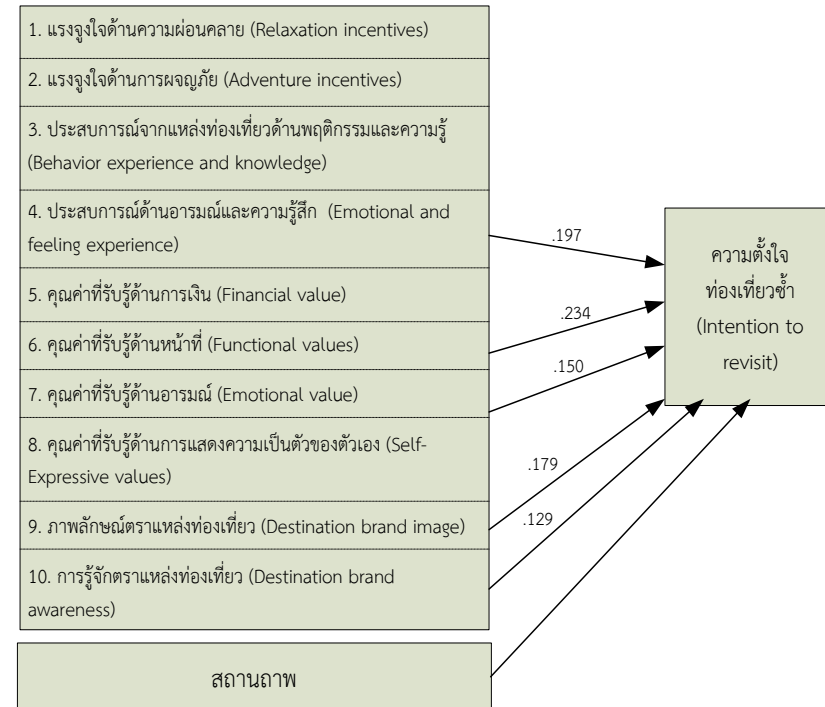 1. แรงจูงใจด้านความผ่อนคลาย (Relaxation incentives)
2. แรงจูงใจด้านการผจญภัย (Adventure incentives)
3. ประสบการณ์จากแหล่งท่องเที่ยวด้านพฤติกรรมและความรู้
(Behavior experience and knowledge)
4. ประสบการณ์ด้านอารมณ์และความรู้สึก (Emotional and
feeling experience)
5. คุณค่าที่รับรู้ด้านการเงิน (Financial value)
6. คุณค่าที่รับรู้ด้านหน้าที่ (Functional values)
7. คุณค่าที่รับรู้ด้านอารมณ์ (Emotional value)
8. คุณค่าที่รับรู้ด้านการแสดงความเป็นตัวของตัวเอง (Self-
Expressive values)
9. ภาพลักษณ์ตราแหล่งท่องเที่ยว (Destination brand image)
10. การรู้จักตราแหล่งท่องเที่ยว (Destination brand
awareness)
สถานถาพ
.197
.234
.150
.179
.129
ความตั้งใจ
ท่องเที่ยวซ้ำ
(Intention to
revisit)